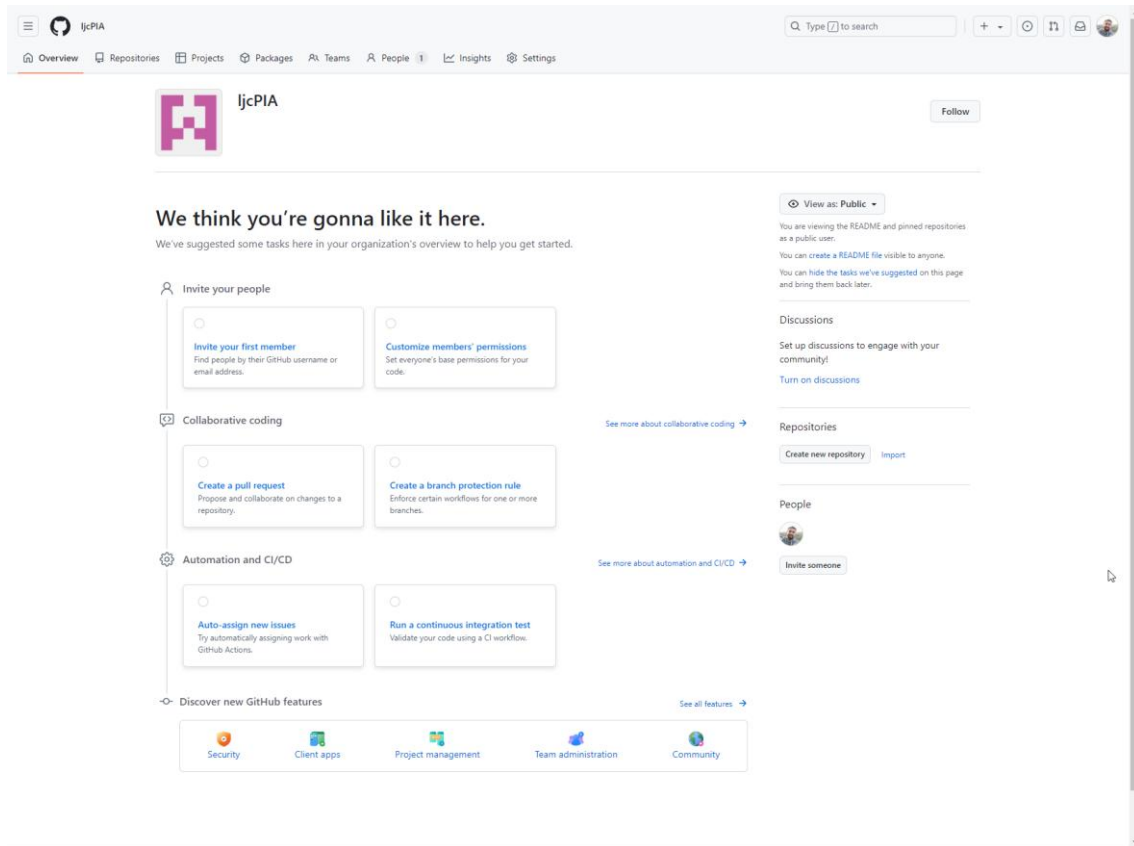 ljcPIA
Type / to search
Overview Repositories Projects Packages Teams People 1 Insights Settings
ljcPIA
Follow
We think you’re gonna like it here.
We’ve suggested some tasks here in your organization’s overview to help you get started.
View as: Public
You are viewing the README and pinned repositories
as a public user.
You can create a README file visible to anyone.
You can hide the tasks we’ve suggested on this page
and bring them back later.
Invite your people
Invite your first member
Find people by their GitHub username or
email address.
Customize members’ permissions
Set everyone’s base permissions for your
code.
Discussions
Set up discussions to engage with your
community!
Turn on discussions
Collaborative coding
See more about collaborative coding →
Create a pull request
Propose and collaborate on changes to a
repository.
Create a branch protection rule
Enforce certain workflows for one or more
branches.
Repositories
Create new repository Import
People
Invite someone
Automation and CI/CD
See more about automation and CI/CD →
Auto-assign new issues
Try automatically assigning work with
GitHub Actions.
Run a continuous integration test
Validate your code using a CI workflow.
Discover new GitHub features
See all features →
Security Client apps Project management Team administration Community